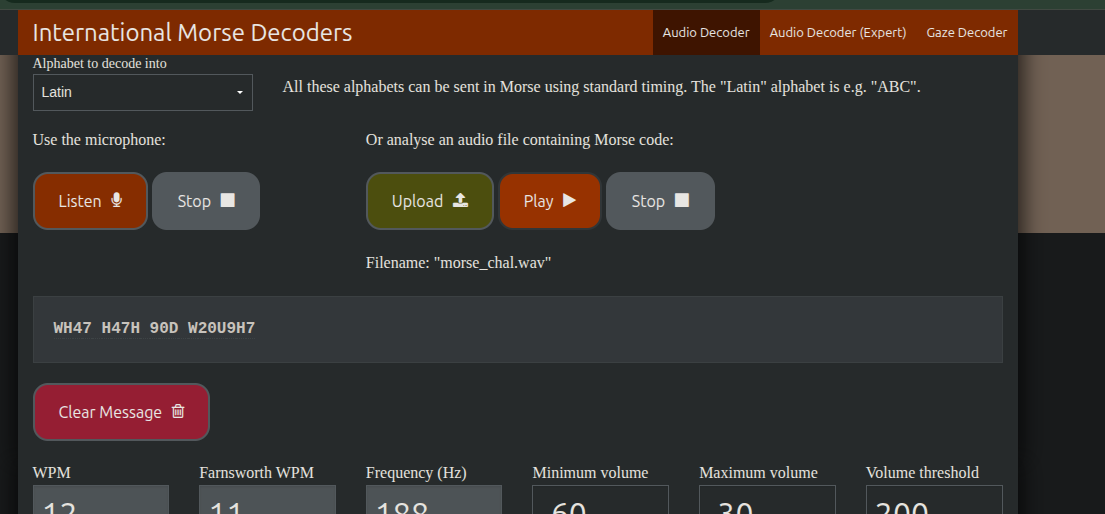 International Morse Decoders
Audio Decoder
Audio Decoder (Expert)
Gaze Decoder
Alphabet to decode into
Latin
All these alphabets can be sent in Morse using standard timing. The "Latin" alphabet is e.g. "ABC".
Use the microphone:
Or analyse an audio file containing Morse code:
Listen
Stop
Upload
Play
Stop
Filename: "morse_chal.wav"
WH47 H47H 90D W20U9H7
Clear Message
WPM
Farnsworth WPM
Frequency (Hz)
Minimum volume
Maximum volume
Volume threshold
12
11
188
-60
-30
200